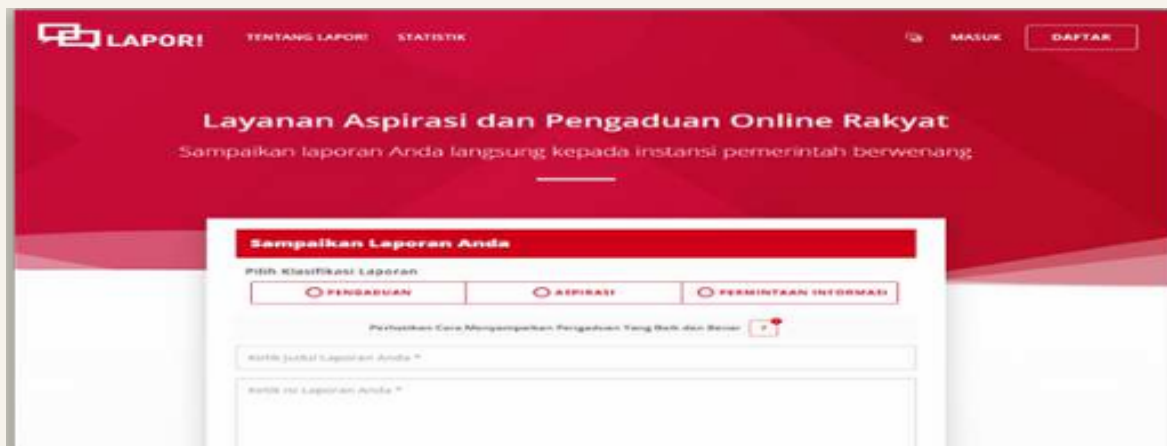 LAPOR! TENTANG LAPOR! STATISTIK MASUK DAFTAR
Layanan Aspirasi dan Pengaduan Online Rakyat
Sampaikan laporan Anda langsung kepada instansi pemerintah berwenang
Sampaikan Laporan Anda
Pilih Klasifikasi Laporan
PENGADUAN ASPIRASI PERMINTAAN INFORMASI
Perhatikan Cara Menyampaikan Pengaduan Yang Baik dan Benar ?
Ketik Judul Laporan Anda *
Ketik Isi Laporan Anda *